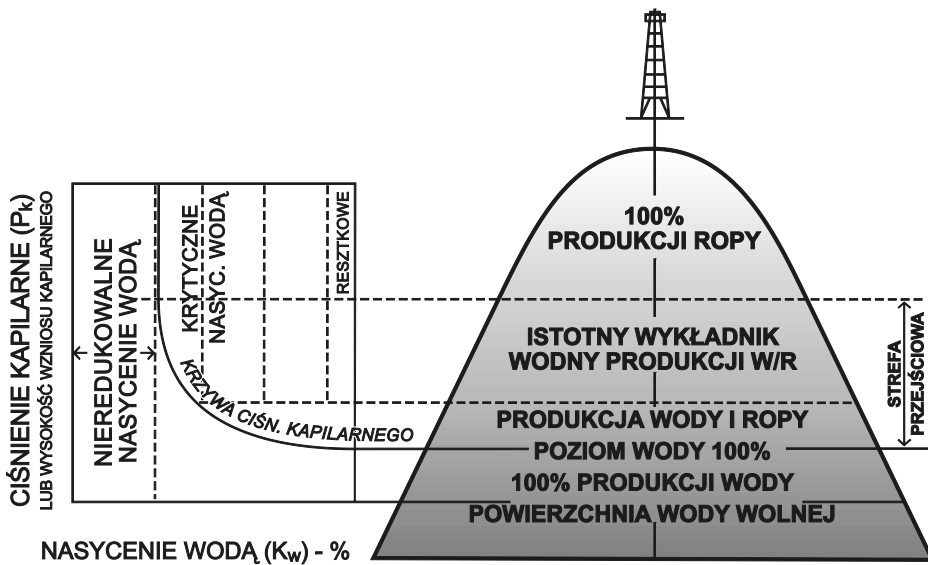 CIŚNIENIE KAPILARNE (Pk)
LUB WYSOKOŚĆ WZNIOSU KAPILARNEGO
NIEREDUKOWALNE
NASYCENIE WODĄ
KRYTYCZNE
NASYC. WODĄ
RESZTKOWE
KRZYWA CIŚN. KAPILARNEGO
NASYCENIE WODĄ (Kw) - %
100%
PRODUKCJI ROPY
ISTOTNY WYKŁADNIK
WODNY PRODUKCJI W/R
PRODUKCJA WODY I ROPY
POZIOM WODY 100%
100% PRODUKCJI WODY
POWIERZCHNIA WODY WOLNEJ
STREFA
PRZEJŚCIOWA